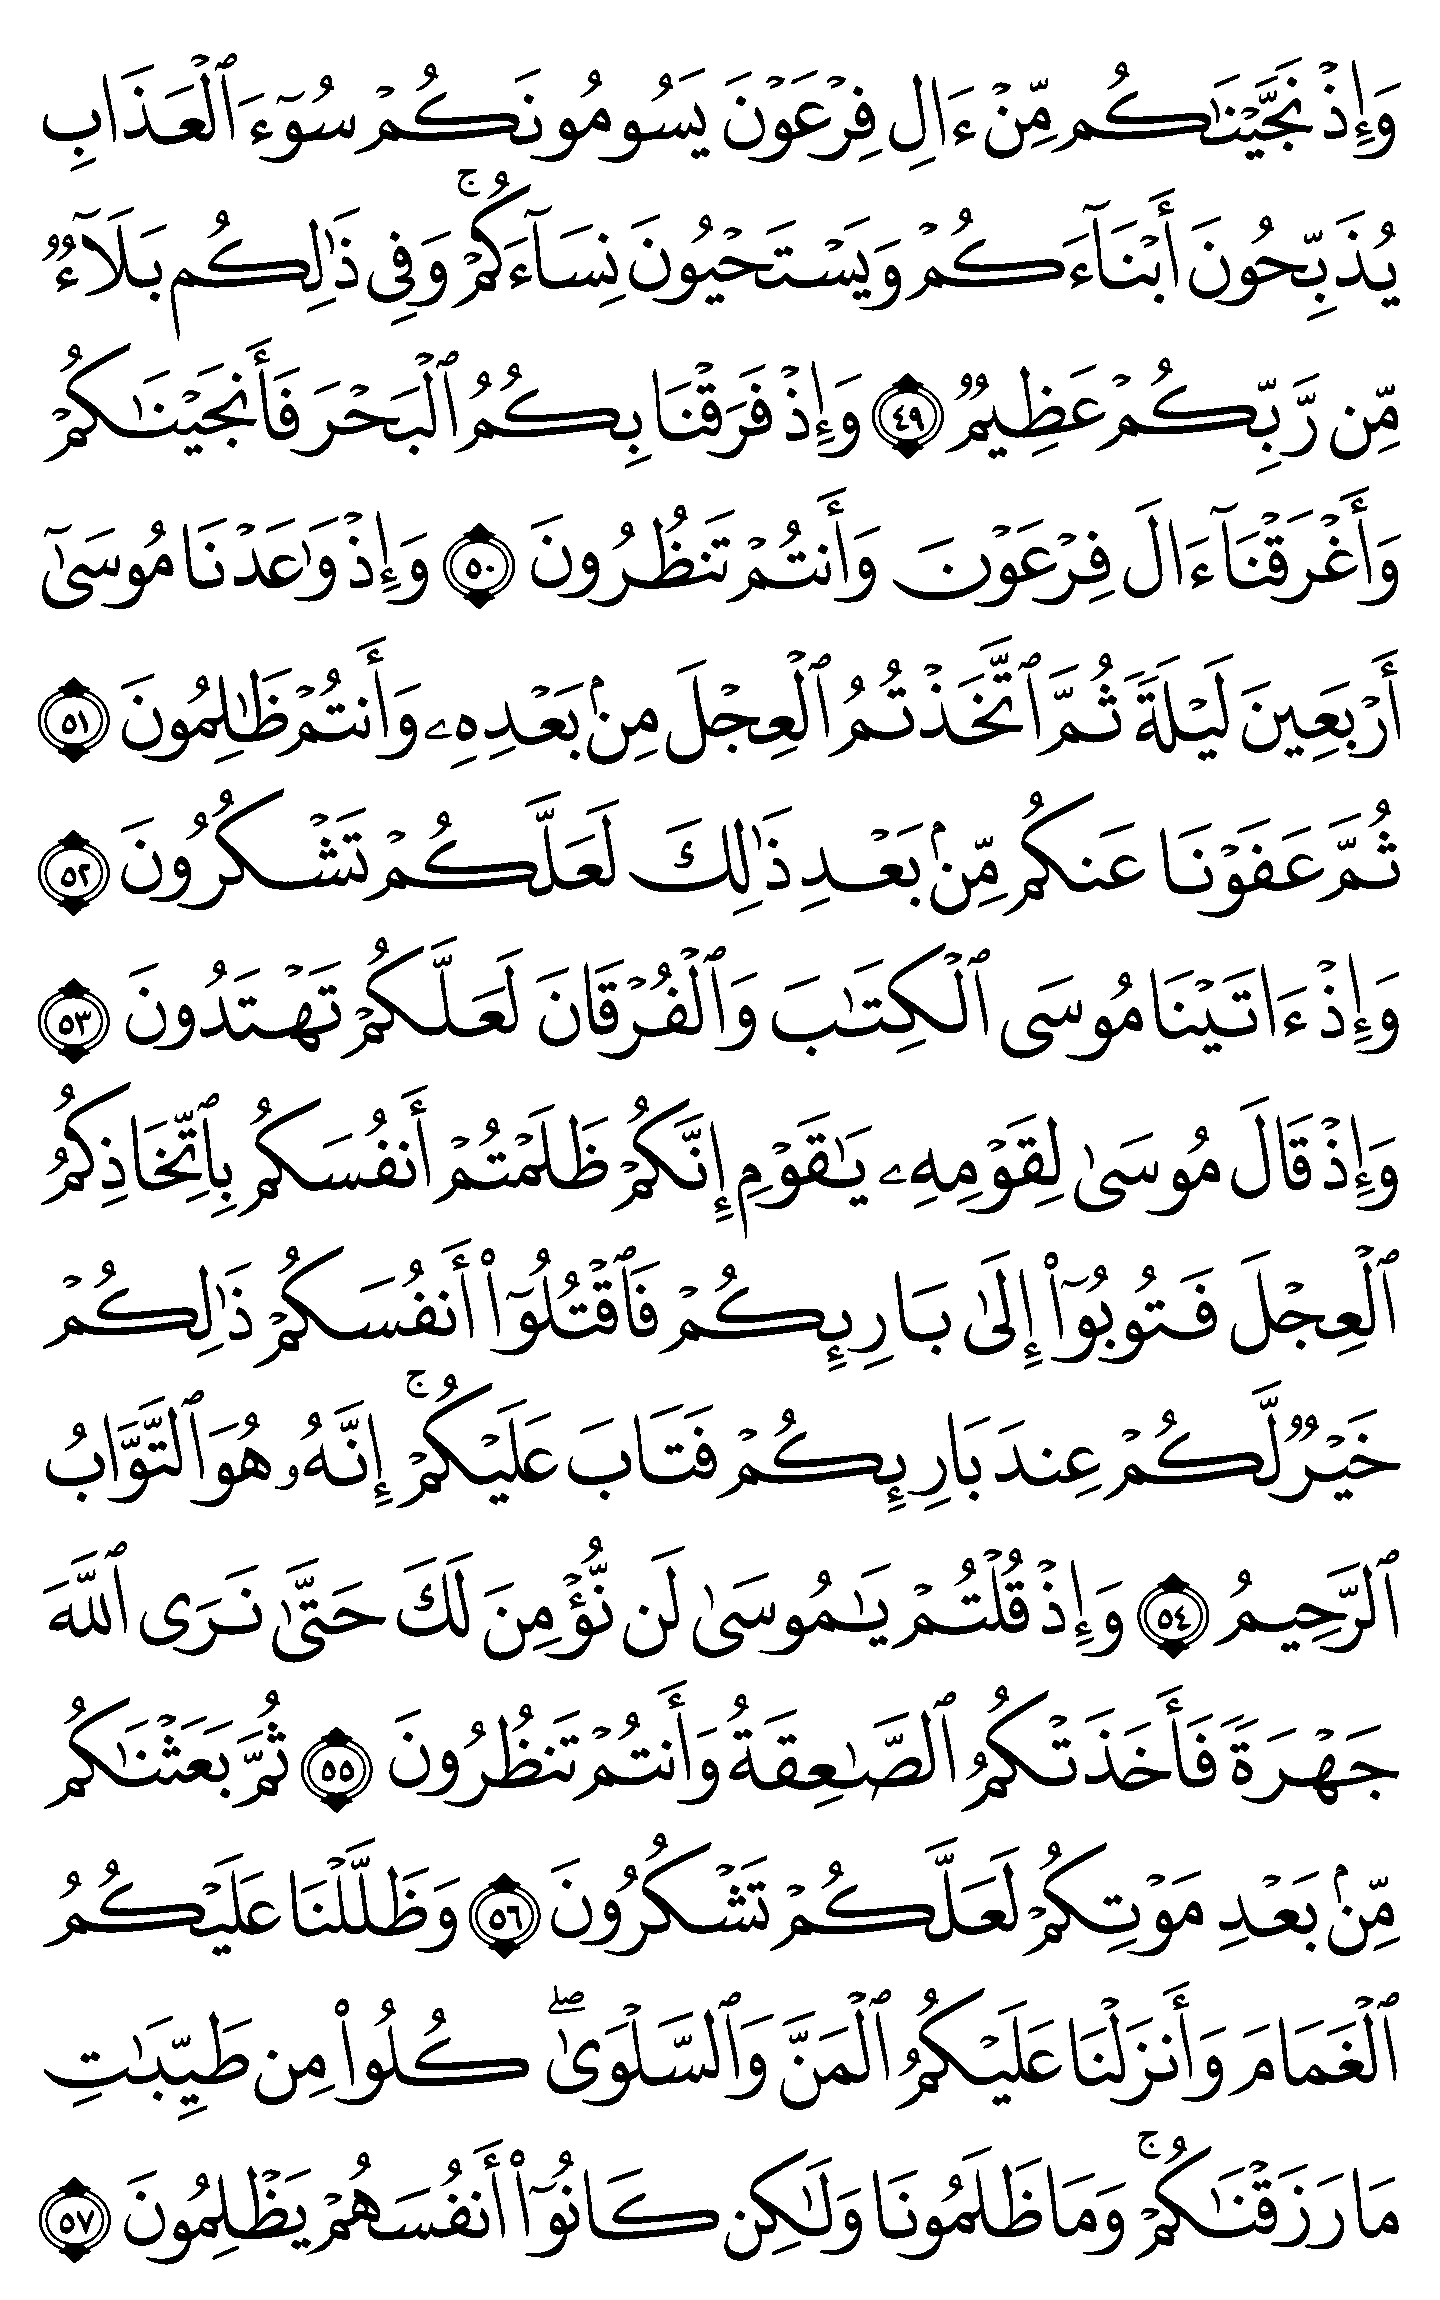 وَإِذۡ نَجَّيۡنَٰكُم مِّنۡ ءَالِ فِرۡعَوۡنَ يَسُومُونَكُمۡ سُوٓءَ ٱلۡعَذَابِ
يُذَبِّحُونَ أَبۡنَآءَكُمۡ وَيَسۡتَحۡيُونَ نِسَآءَكُمۡۚ وَفِي ذَٰلِكُم بَلَآءٞ
مِّن رَّبِّكُمۡ عَظِيمٞ ٤٩ وَإِذۡ فَرَقۡنَا بِكُمُ ٱلۡبَحۡرَ فَأَنجَيۡنَٰكُمۡ
وَأَغۡرَقۡنَآ ءَالَ فِرۡعَوۡنَ وَأَنتُمۡ تَنظُرُونَ ٥٠ وَإِذۡ وَٰعَدۡنَا مُوسَىٰٓ
أَرۡبَعِينَ لَيۡلَةٗ ثُمَّ ٱتَّخَذۡتُمُ ٱلۡعِجۡلَ مِنۢ بَعۡدِهِۦ وَأَنتُمۡ ظَٰلِمُونَ ٥١
ثُمَّ عَفَوۡنَا عَنكُم مِّنۢ بَعۡدِ ذَٰلِكَ لَعَلَّكُمۡ تَشۡكُرُونَ ٥٢
وَإِذۡ ءَاتَيۡنَا مُوسَى ٱلۡكِتَٰبَ وَٱلۡفُرۡقَانَ لَعَلَّكُمۡ تَهۡتَدُونَ ٥٣
وَإِذۡ قَالَ مُوسَىٰ لِقَوۡمِهِۦ يَٰقَوۡمِ إِنَّكُمۡ ظَلَمۡتُمۡ أَنفُسَكُم بِٱتِّخَاذِكُمُ
ٱلۡعِجۡلَ فَتُوبُوٓاْ إِلَىٰ بَارِئِكُمۡ فَٱقۡتُلُوٓاْ أَنفُسَكُمۡ ذَٰلِكُمۡ
خَيۡرٞ لَّكُمۡ عِندَ بَارِئِكُمۡ فَتَابَ عَلَيۡكُمۡۚ إِنَّهُۥ هُوَ ٱلتَّوَّابُ
ٱلرَّحِيمُ ٥٤ وَإِذۡ قُلۡتُمۡ يَٰمُوسَىٰ لَن نُّؤۡمِنَ لَكَ حَتَّىٰ نَرَى ٱللَّهَ
جَهۡرَةٗ فَأَخَذَتۡكُمُ ٱلصَّٰعِقَةُ وَأَنتُمۡ تَنظُرُونَ ٥٥ ثُمَّ بَعَثۡنَٰكُم
مِّنۢ بَعۡدِ مَوۡتِكُمۡ لَعَلَّكُمۡ تَشۡكُرُونَ ٥٦ وَظَلَّلۡنَا عَلَيۡكُمُ
ٱلۡغَمَامَ وَأَنزَلۡنَا عَلَيۡكُمُ ٱلۡمَنَّ وَٱلسَّلۡوَىٰۖ كُلُواْ مِن طَيِّبَٰتِ
مَا رَزَقۡنَٰكُمۡۚ وَمَا ظَلَمُونَا وَلَٰكِن كَانُوٓاْ أَنفُسَهُمۡ يَظۡلِمُونَ ٥٧